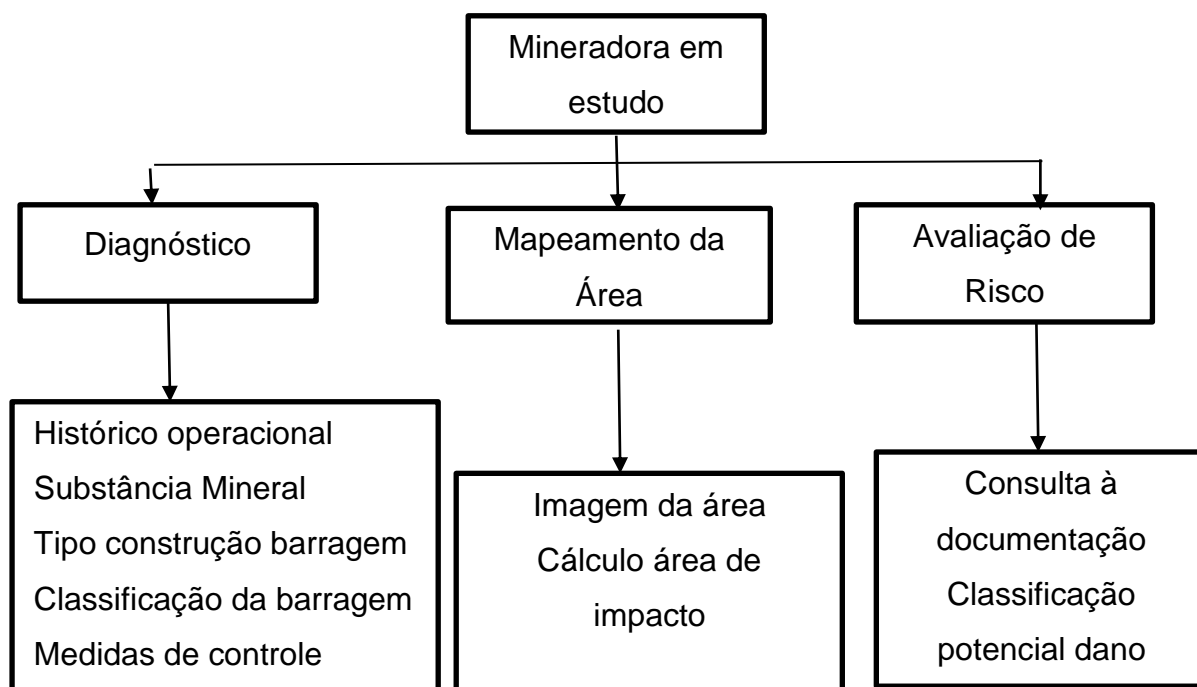 Mineradora em
estudo
Diagnóstico
Mapeamento da
Área
Avaliação de
Risco
Histórico operacional
Substância Mineral
Tipo construção barragem
Classificação da barragem
Medidas de controle
Imagem da área
Cálculo área de
impacto
Consulta à
documentação
Classificação
potencial dano